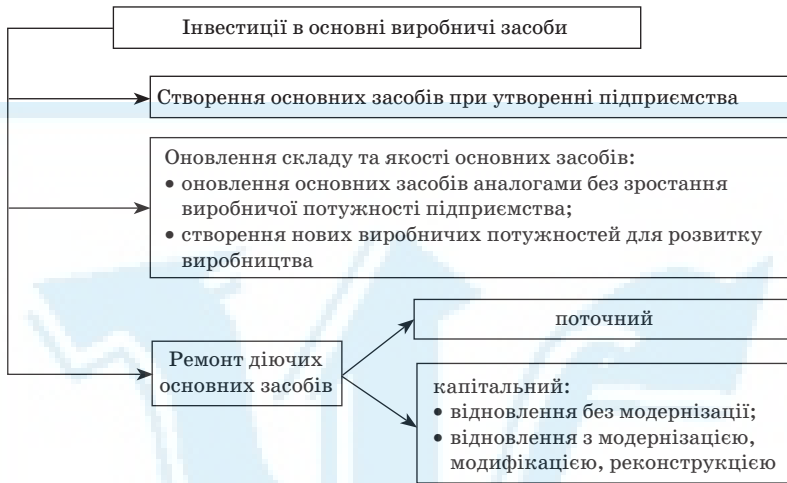 Інвестиції в основні виробничі засоби
Створення основних засобів при утворенні підприємства
Оновлення складу та якості основних засобів:
• оновлення основних засобів аналогами без зростання
виробничої потужності підприємства;
• створення нових виробничих потужностей для розвитку
виробництва
Ремонт діючих
основних засобів
поточний
капітальний:
• відновлення без модернізації;
• відновлення з модернізацією,
модифікацією, реконструкцією